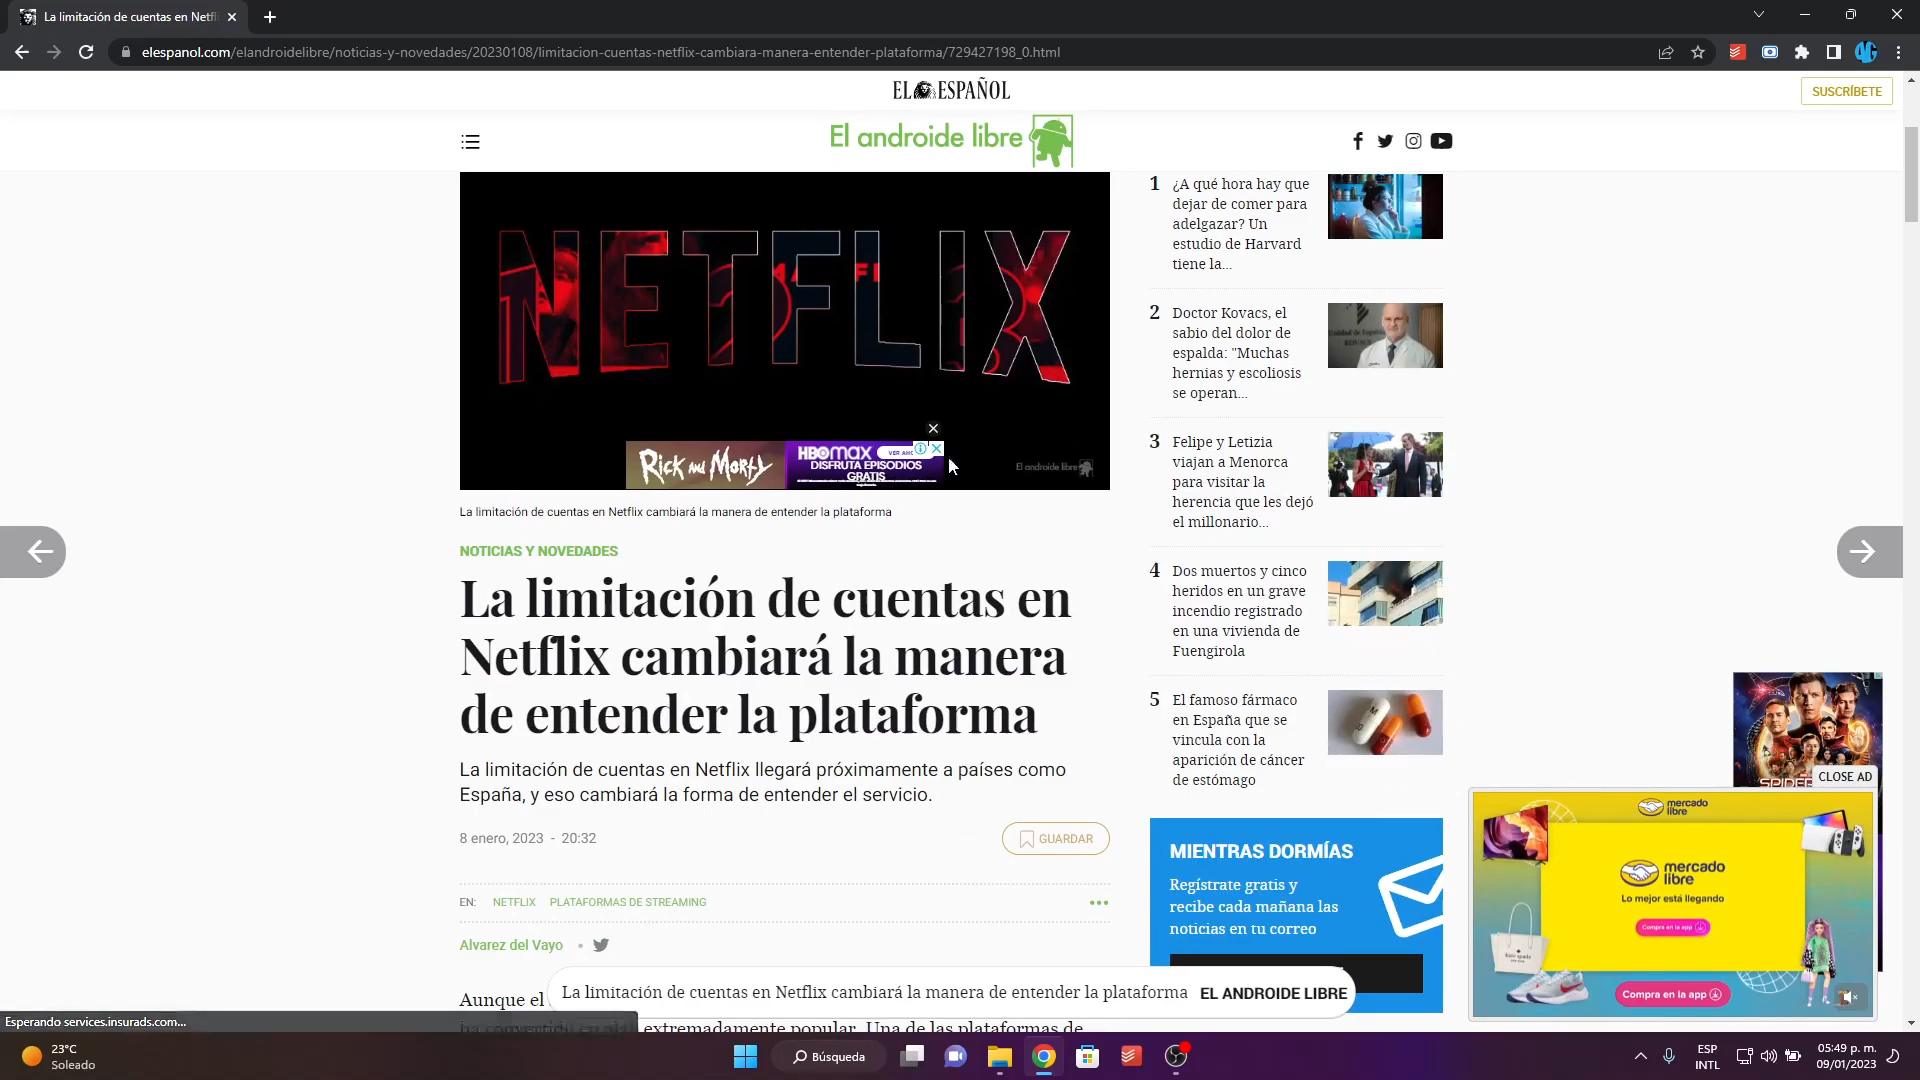 La limitación de cuentas en Netfl
elespanol.com/elandroidelibre/noticias-y-novedades/20230108/limitacion-cuentas-netflix-cambiara-manera-entender-plataforma/729427198_0.html
EL ESPAÑOL
SUSCRÍBETE
El androide libre
NETFLIX
Rick and Morty
HBOMAX
VER AHO
DISFRUTA EPISODIOS
GRATIS
El androide libre
La limitación de cuentas en Netflix cambiará la manera de entender la plataforma
NOTICIAS Y NOVEDADES
La limitación de cuentas en
Netflix cambiará la manera
de entender la plataforma
La limitación de cuentas en Netflix llegará próximamente a países como
España, y eso cambiará la forma de entender el servicio.
8 enero, 2023 - 20:32
GUARDAR
EN: NETFLIX PLATAFORMAS DE STREAMING
Alvarez del Vayo
Aunque el
extremadamente popular. Una de las plataformas de
La limitación de cuentas en Netflix cambiará la manera de entender la plataforma EL ANDROIDE LIBRE
1 ¿A qué hora hay que
dejar de comer para
adelgazar? Un
estudio de Harvard
tiene la...
2 Doctor Kovacs, el
sabio del dolor de
espalda: "Muchas
hernias y escoliosis
se operan...
3 Felipe y Letizia
viajan a Menorca
para visitar la
herencia que les dejó
el millonario...
4 Dos muertos y cinco
heridos en un grave
incendio registrado
en una vivienda de
Fuengirola
5 El famoso fármaco
en España que se
vincula con la
aparición de cáncer
de estómago
MIENTRAS DORMÍAS
Regístrate gratis y
recibe cada mañana las
noticias en tu correo
CLOSE AD
mercado
libre
mercado
libre
Lo mejor está llegando
Compra en la app
Compra en la app
Esperando services.insurads.com...
23°C
Soleado
Búsqueda
ESP
INTL
05:49 p. m.
09/01/2023